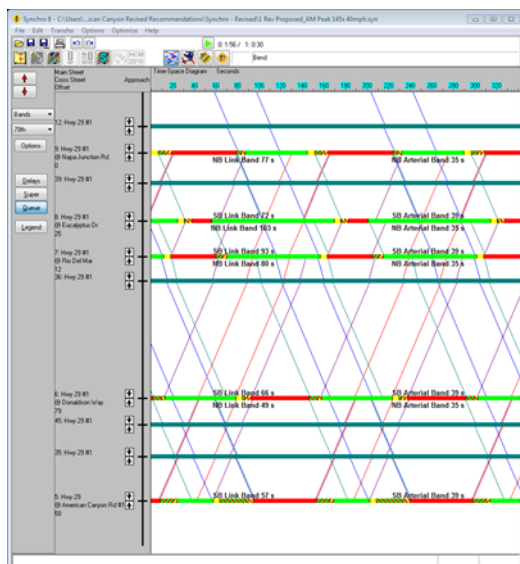 Synchro 8 - C:\Users\...ican Canyon Revised Recommendations\Synchro - Revised\1 Rev Proposed_AM Peak 145s 40mph.syn
File Edit Transfer Options Optimize Help
0 1:56 / 1: 0:30
HCM 2010
Bend
Main Street
Cross Street
Offset
Approach
Time-Space Diagram Seconds
20 40 60 80 100 120 140 160 180 200 220 240 260 280 300 320
Bands
70th
Options
Delays
Super
Queue
Legend
12: Hwy 29 #1
9: Hwy 29 #1
@ Napa Junction Rd
0
NB Link Band 77 s
NB Arterial Band 35 s
39: Hwy 29 #1
8: Hwy 29 #1
@ Eucalyptus Dr
25
SB Link Band 72 s
SB Arterial Band 39 s
NB Link Band 103 s
NB Arterial Band 35 s
7: Hwy 29 #1
@ Rio Del Mar
12
SB Link Band 93 s
SB Arterial Band 39 s
NB Link Band 80 s
NB Arterial Band 35 s
36: Hwy 29 #1
6: Hwy 29 #1
@ Donaldson Way
79
SB Link Band 66 s
SB Arterial Band 39 s
NB Link Band 49 s
NB Arterial Band 35 s
45: Hwy 29 #1
35: Hwy 29 #1
5: Hwy 29
@ American Canyon Rd #1
50
SB Link Band 57 s
SB Arterial Band 39 s